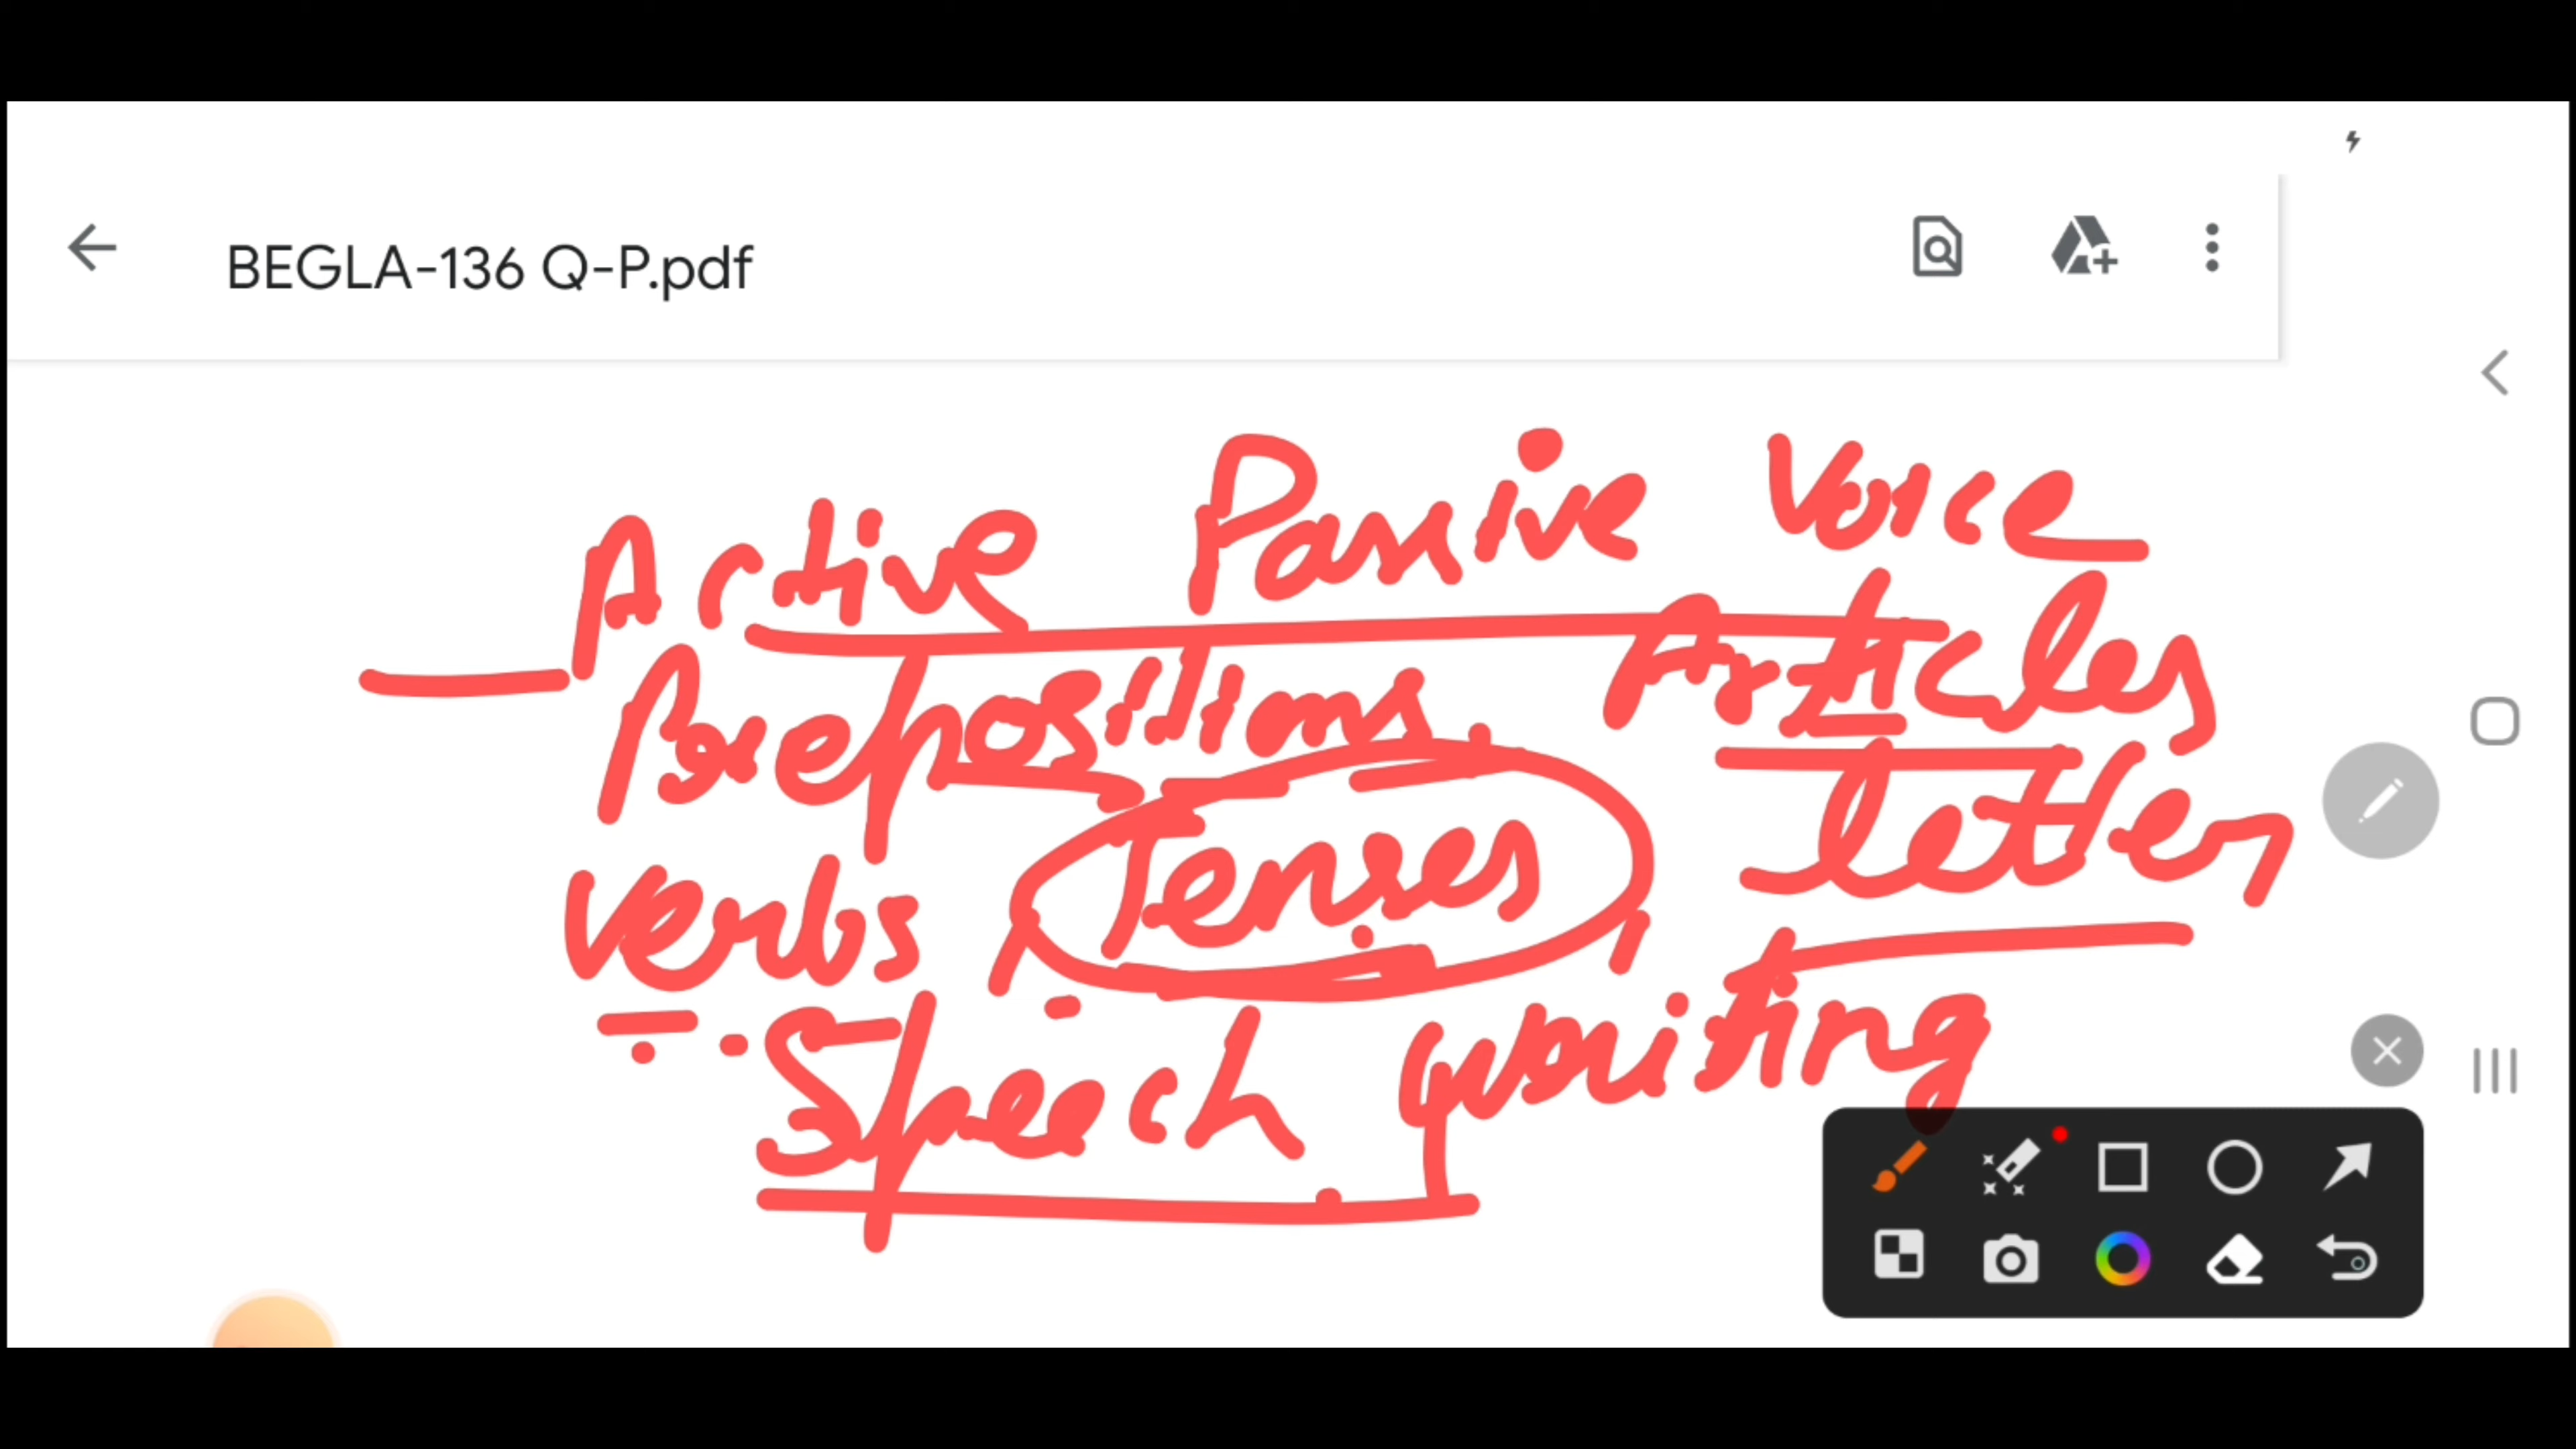 BEGLA-136 Q-P.pdf
Active Passive Voice
Prepositions Articles
Verbs Tenses letter
Speech writing